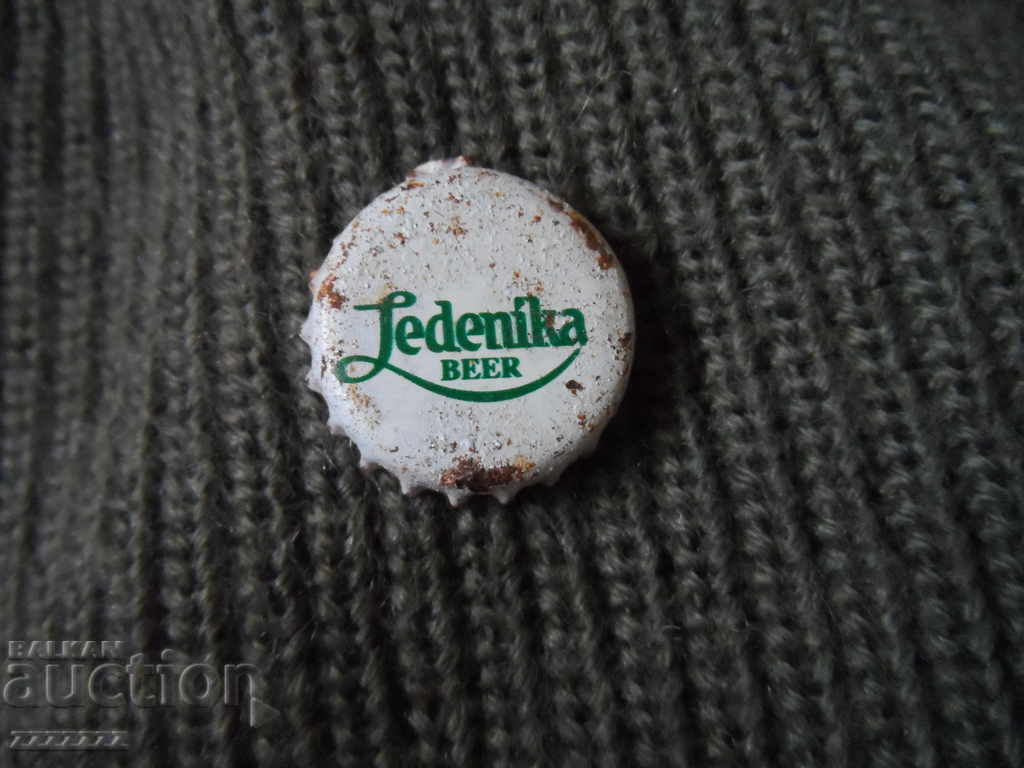 Ledenika
BEER
BALKAN
auction